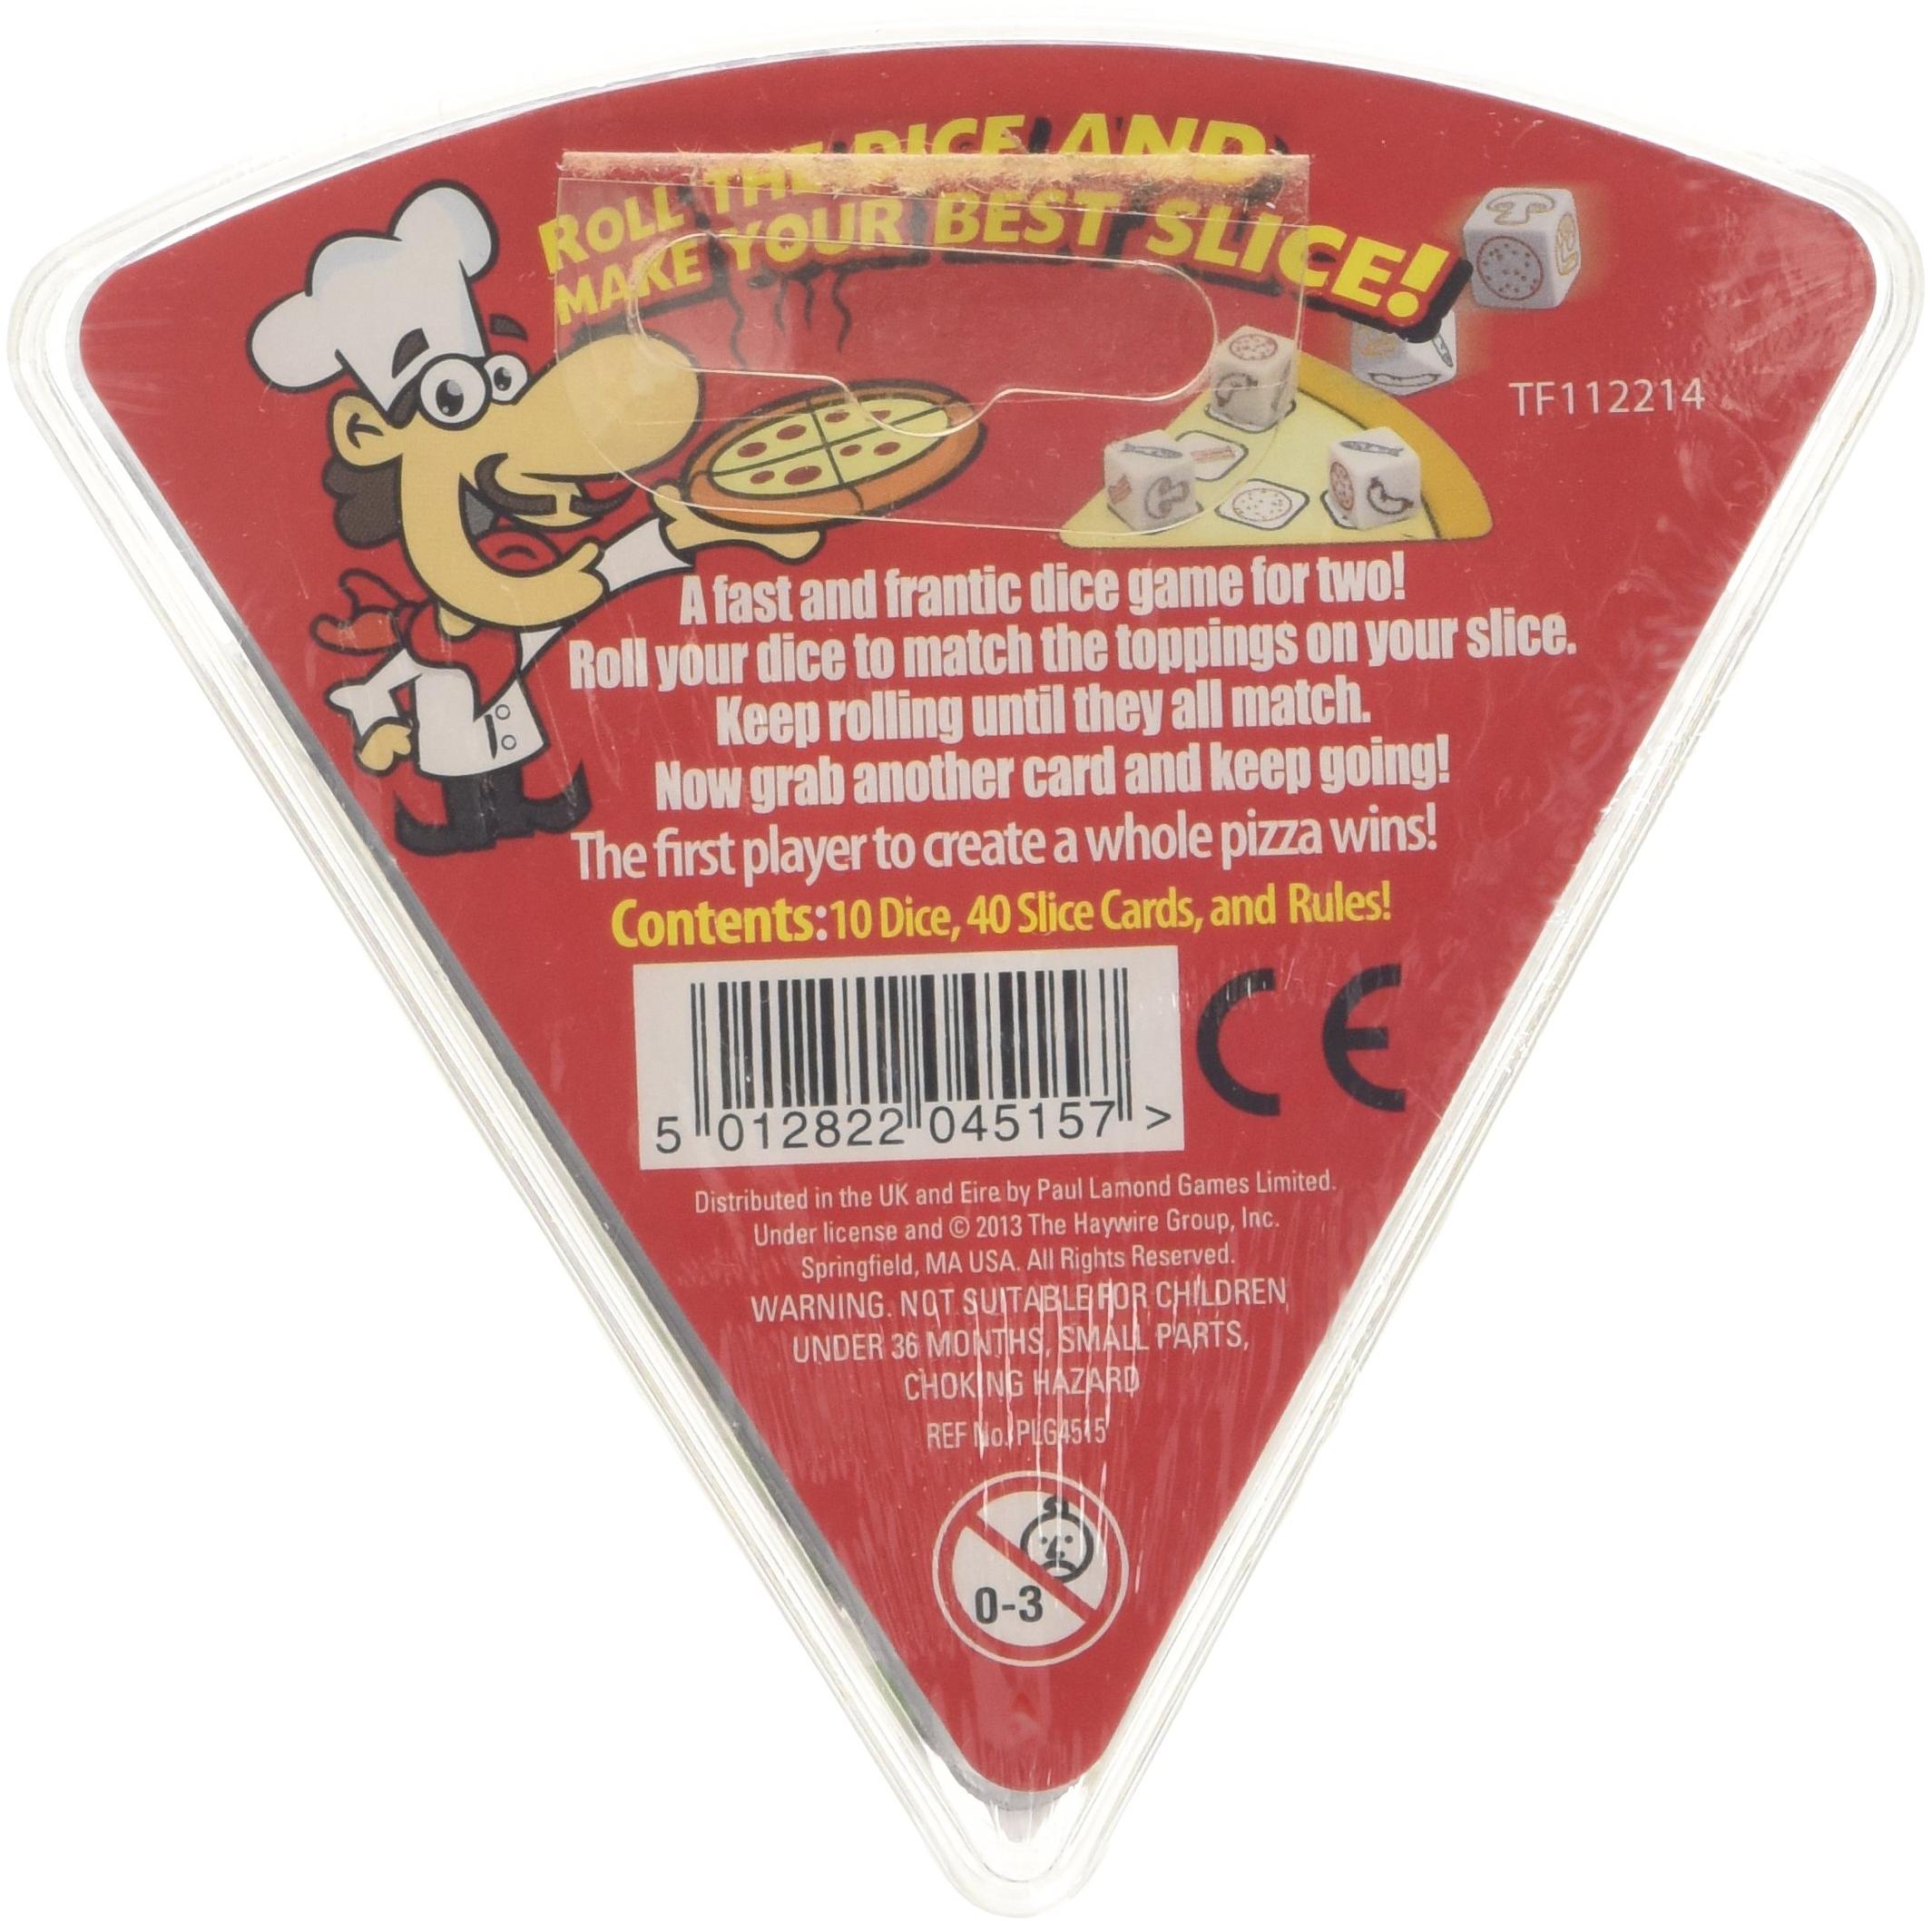 ROLL THE DICE AND
MAKE YOUR BEST SLICE!
TF112214
A fast and frantic dice game for two!
Roll your dice to match the toppings on your slice.
Keep rolling until they all match.
Now grab another card and keep going!
The first player to create a whole pizza wins!
Contents: 10 Dice, 40 Slice Cards, and Rules!
CE
5 012822 045157 >
Distributed in the UK and Eire by Paul Lamond Games Limited.
Under license and © 2013 The Haywire Group, Inc.
Springfield, MA USA. All Rights Reserved.
WARNING. NOT SUITABLE FOR CHILDREN
UNDER 36 MONTHS, SMALL PARTS,
CHOKING HAZARD
REF No. PLG4515
0-3